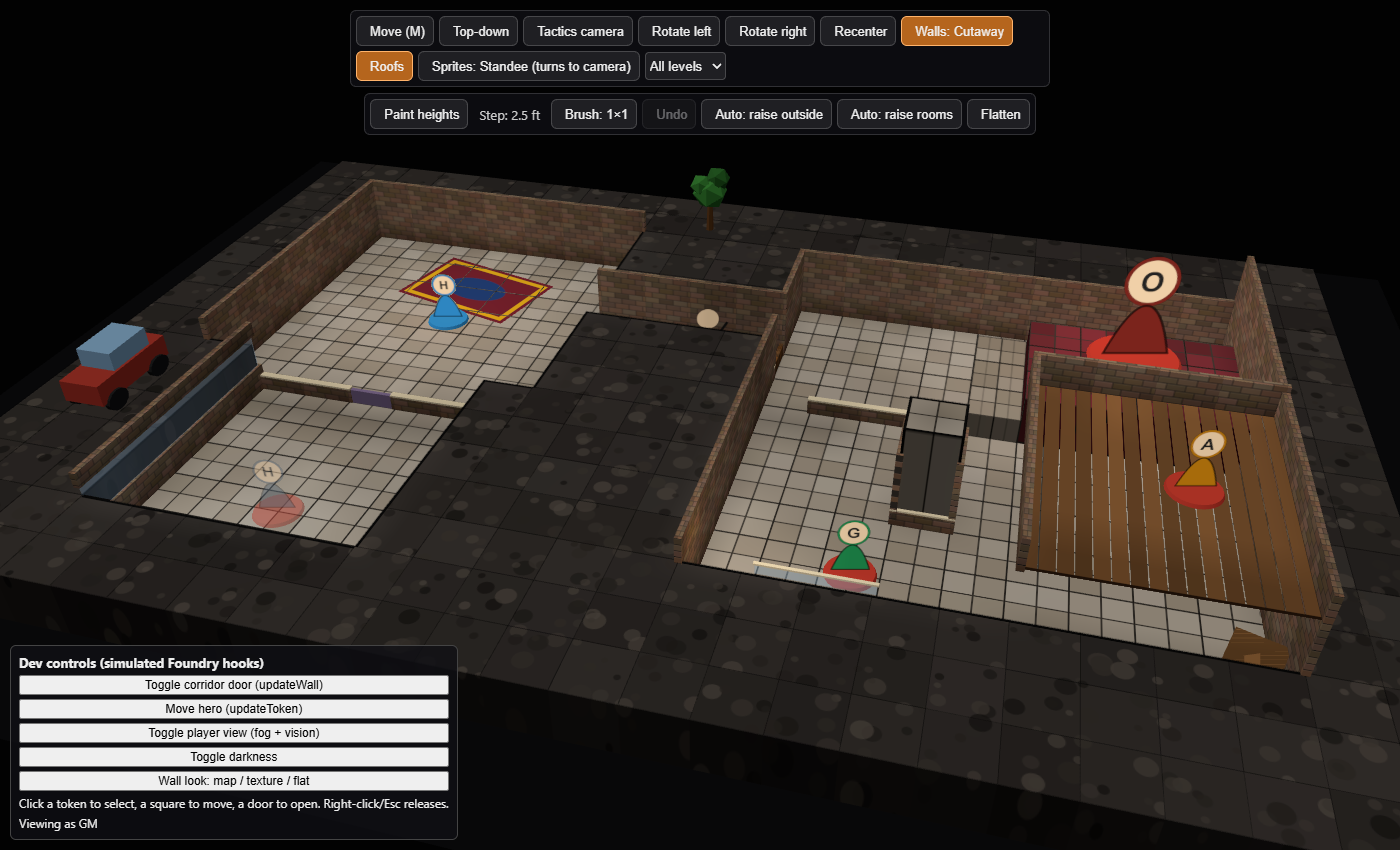 Move (M) Top-down Tactics camera Rotate left Rotate right Recenter Walls: Cutaway
Roofs Sprites: Standee (turns to camera) All levels
Paint heights Step: 2.5 ft Brush: 1×1 Undo Auto: raise outside Auto: raise rooms Flatten
O
H
A
H
G
Dev controls (simulated Foundry hooks)
Toggle corridor door (updateWall)
Move hero (updateToken)
Toggle player view (fog + vision)
Toggle darkness
Wall look: map / texture / flat
Click a token to select, a square to move, a door to open. Right-click/Esc releases.
Viewing as GM